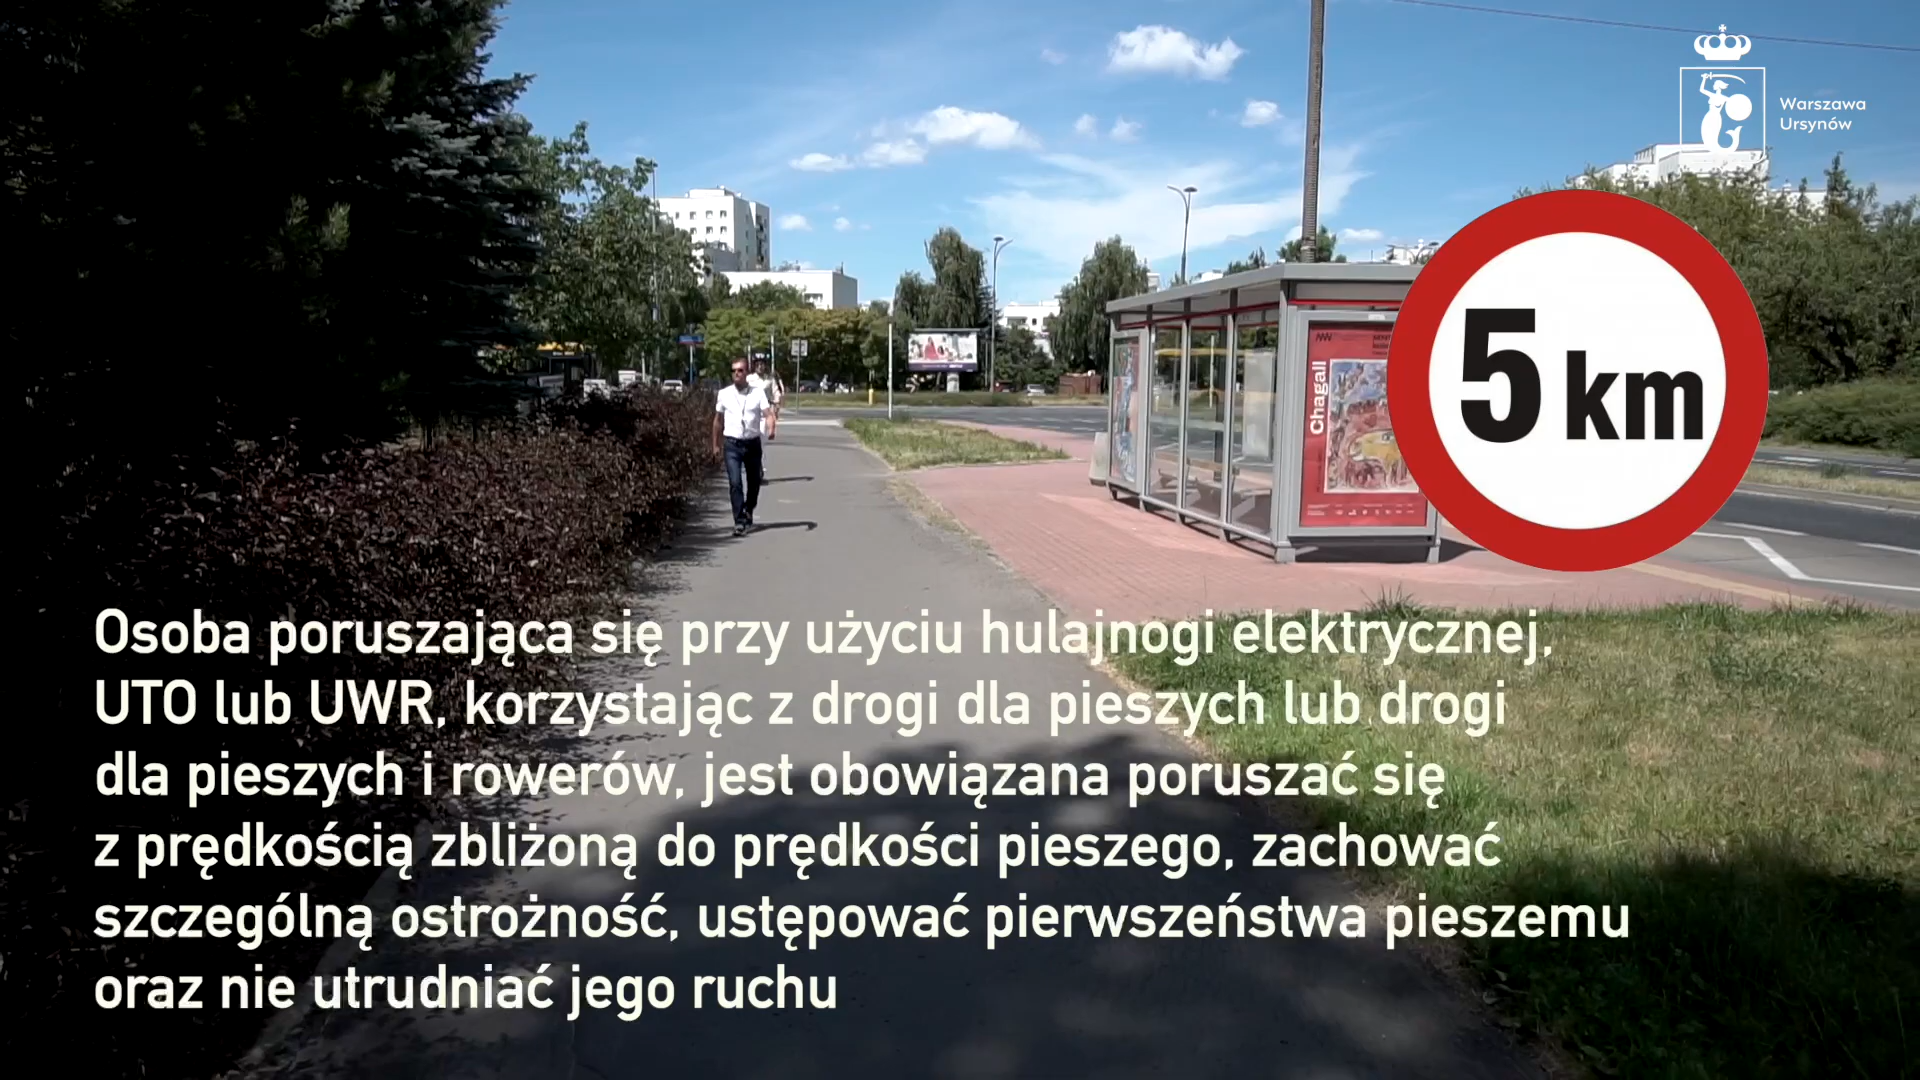 Warszawa
Ursynów
5 km
Chagall
Osoba poruszająca się przy użyciu hulajnogi elektrycznej,
UTO lub UWR, korzystając z drogi dla pieszych lub drogi
dla pieszych i rowerów, jest obowiązana poruszać się
z prędkością zbliżoną do prędkości pieszego, zachować
szczególną ostrożność, ustępować pierwszeństwa pieszemu
oraz nie utrudniać jego ruchu